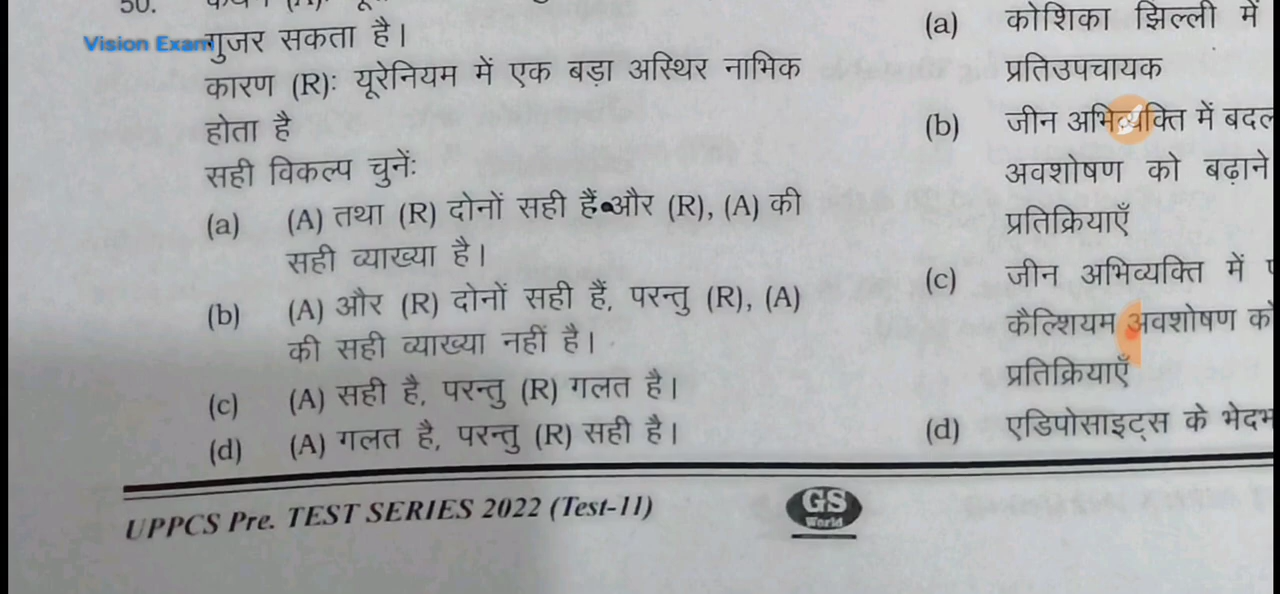 50.
Vision Exam
गुजर सकता है।
कारण (R): यूरेनियम में एक बड़ा अस्थिर नाभिक
होता है
सही विकल्प चुनें:
(a) (A) तथा (R) दोनों सही हैं और (R), (A) की
सही व्याख्या है।
(b) (A) और (R) दोनों सही हैं, परन्तु (R), (A)
की सही व्याख्या नहीं है।
(c) (A) सही है, परन्तु (R) गलत है।
(d) (A) गलत है, परन्तु (R) सही है।
(a) कोशिका झिल्ली में
प्रतिउपचायक
(b) जीन अभिव्यक्ति में
अवशोषण को बढ़ाने
प्रतिक्रियाएँ
(c) जीन अभिव्यक्ति में
कैल्शियम अवशोषण
प्रतिक्रियाएँ
(d) एडिपोसाइट्स के
UPPCS Pre. TEST SERIES 2022 (Test-11)
GS
World